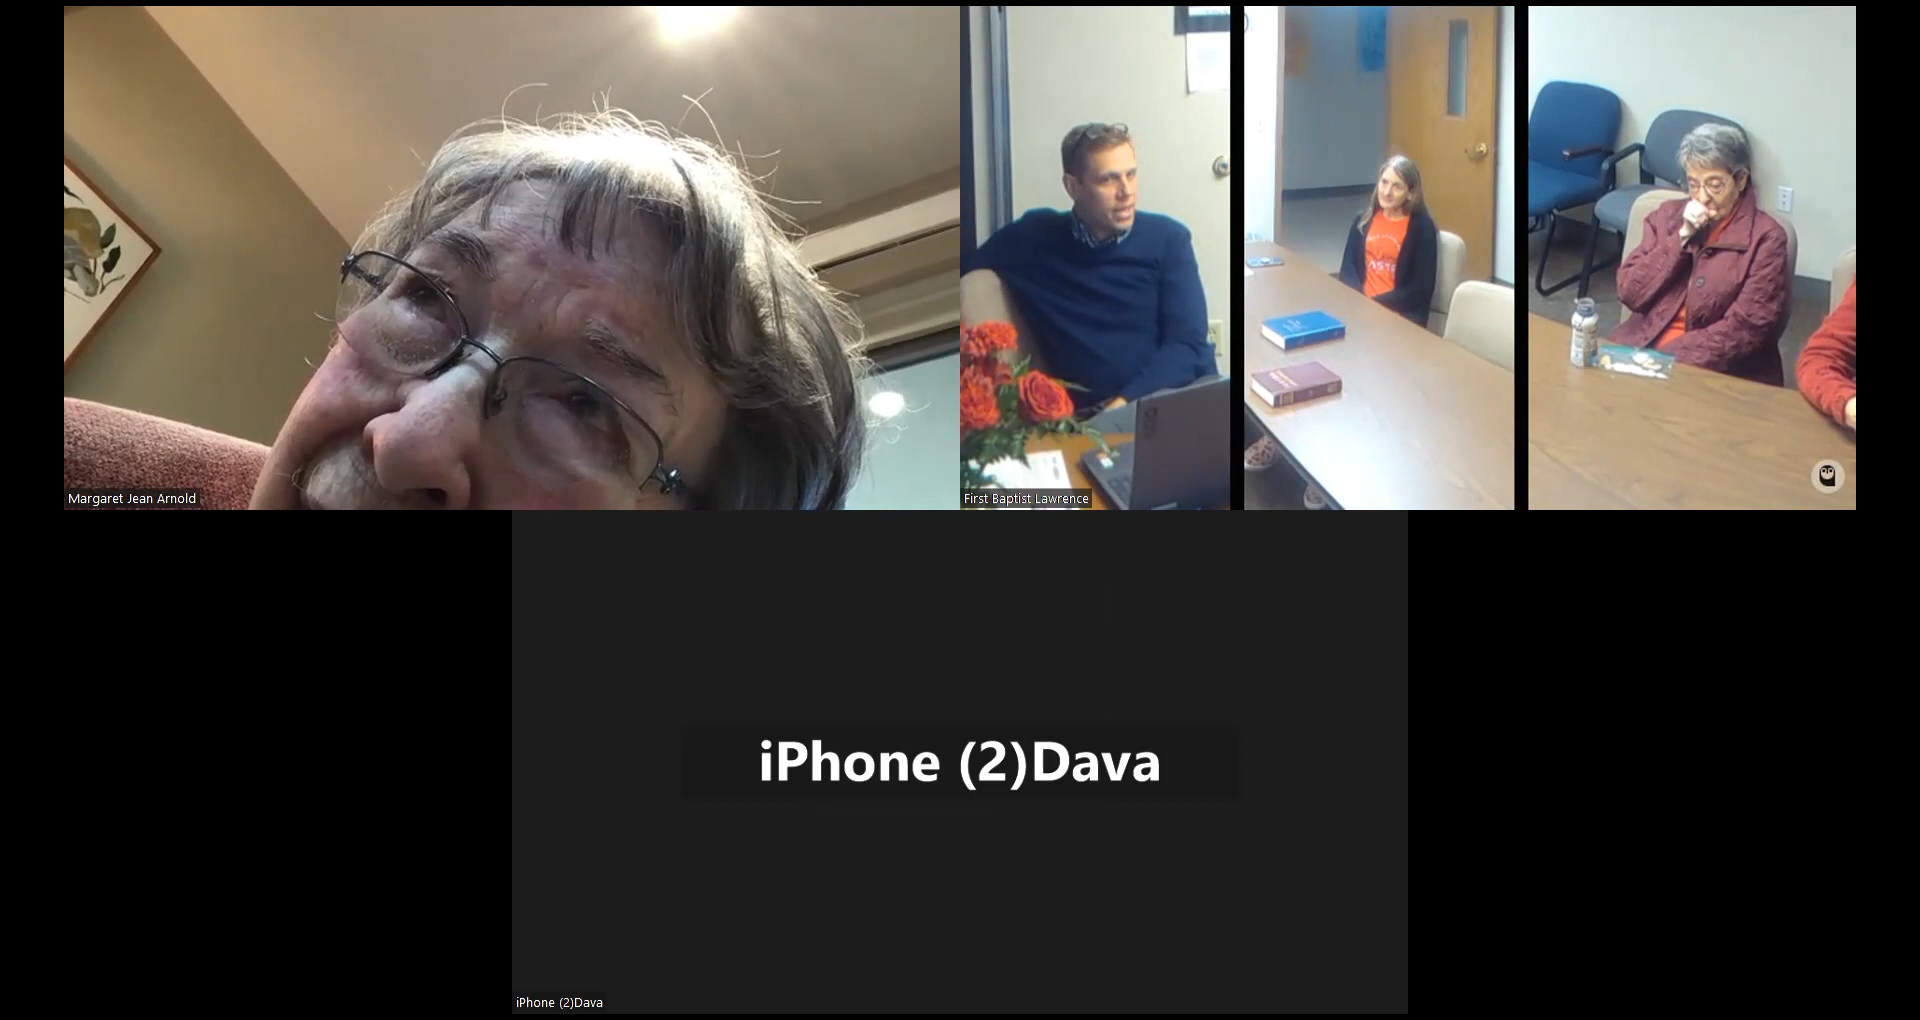 Margaret Jean Arnold
First Baptist Lawrence
iPhone (2)Dava
iPhone (2)Dava